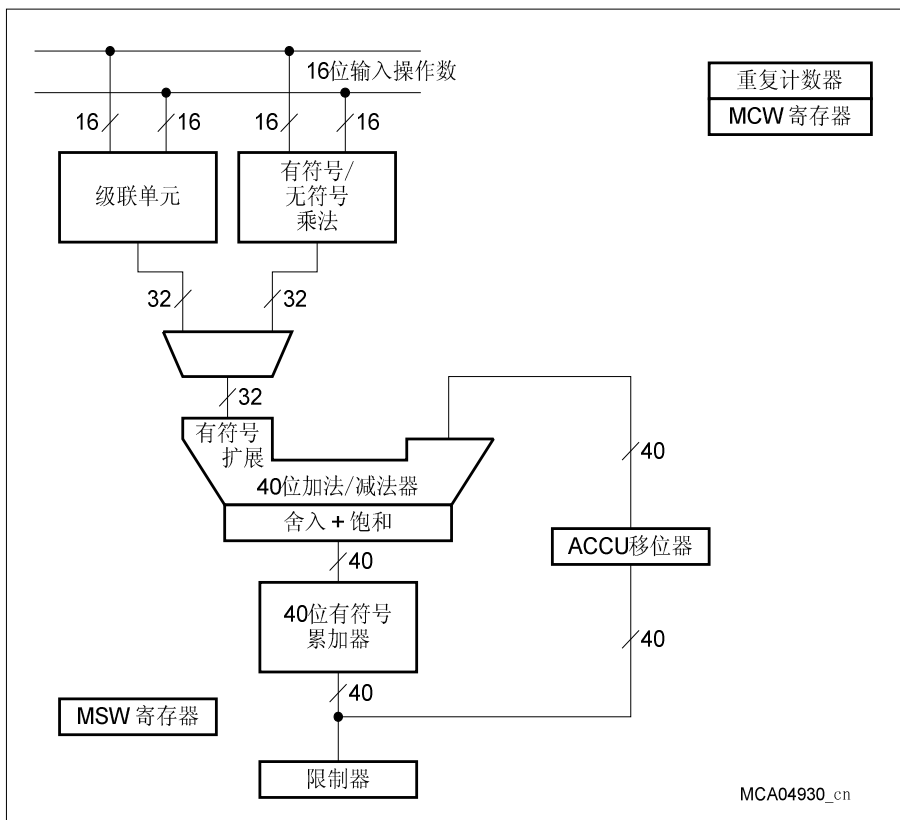 16位输入操作数
重复计数器
MCW 寄存器
16
16
16
16
级联单元
有符号/
无符号
乘法
32
32
32
有符号
扩展
40位加法/减法器
舍入 + 饱和
40
40
ACCU移位器
40位有符号
累加器
40
40
MSW 寄存器
限制器
MCA04930_cn